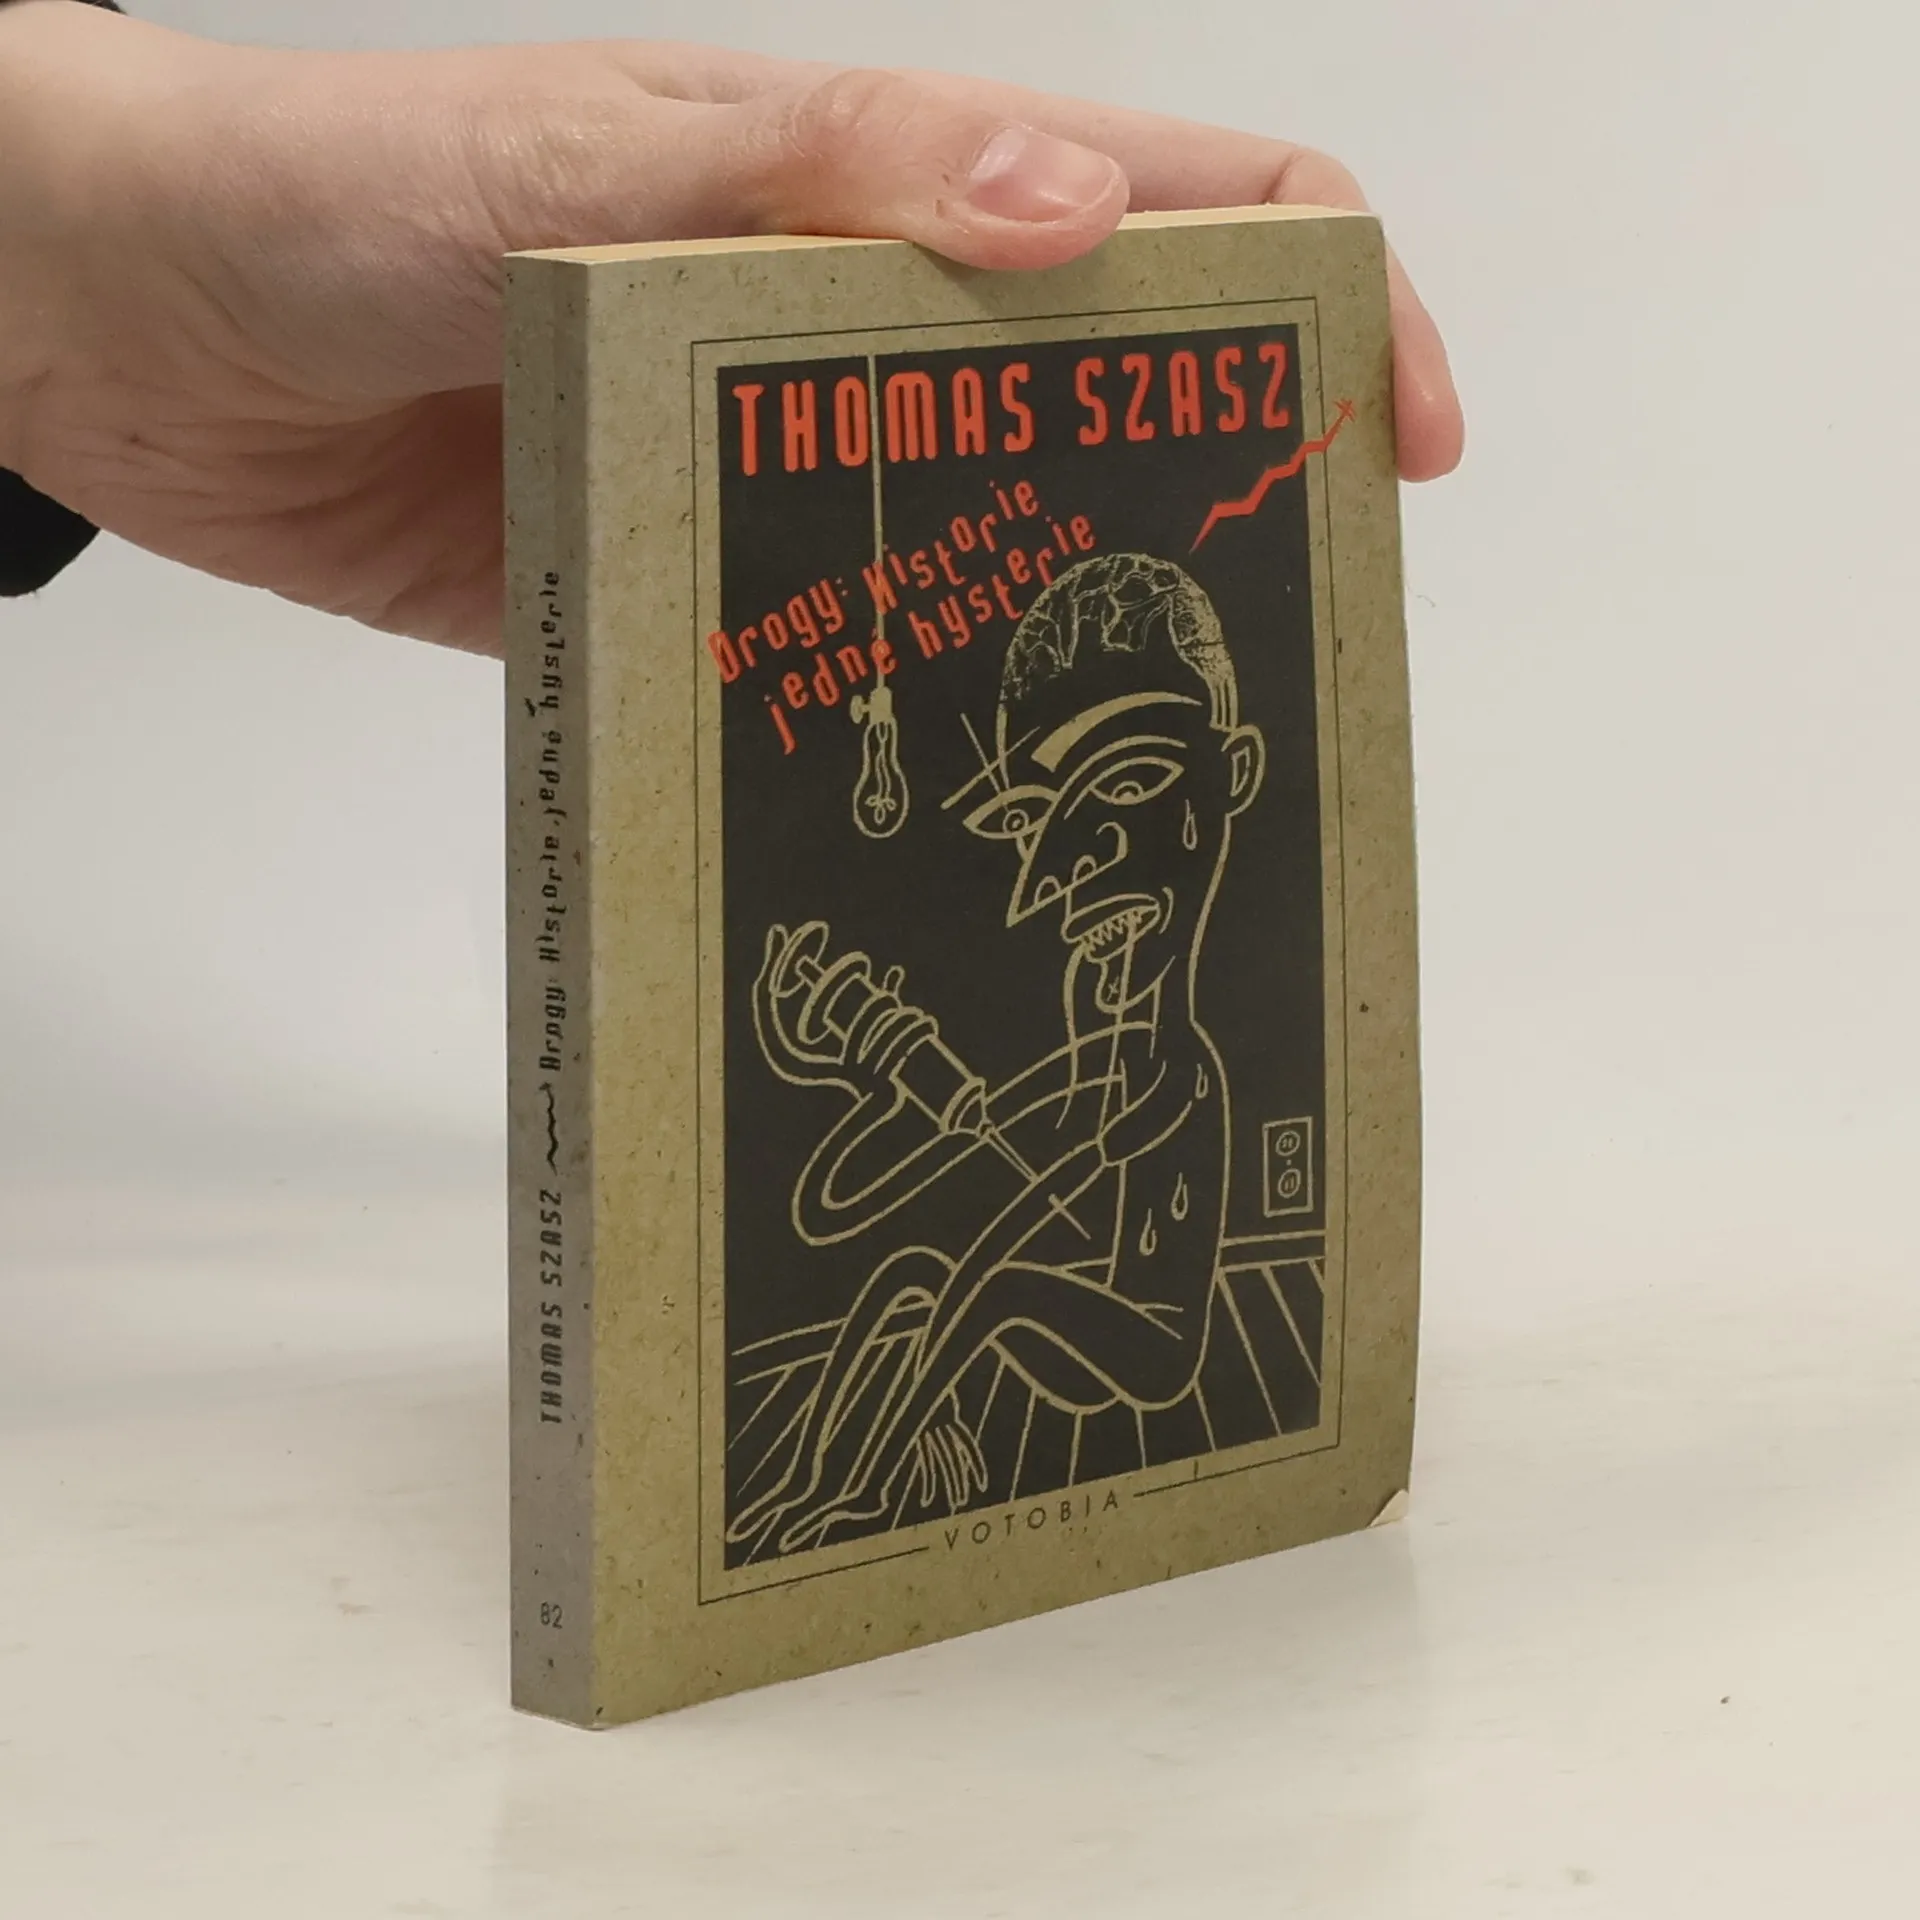 THOMAS SZASZ
Drogy: Historie
jedné hysterie
VOTOBIA
THOMAS SZASZ Drogy: Historie jedné hysterie
82